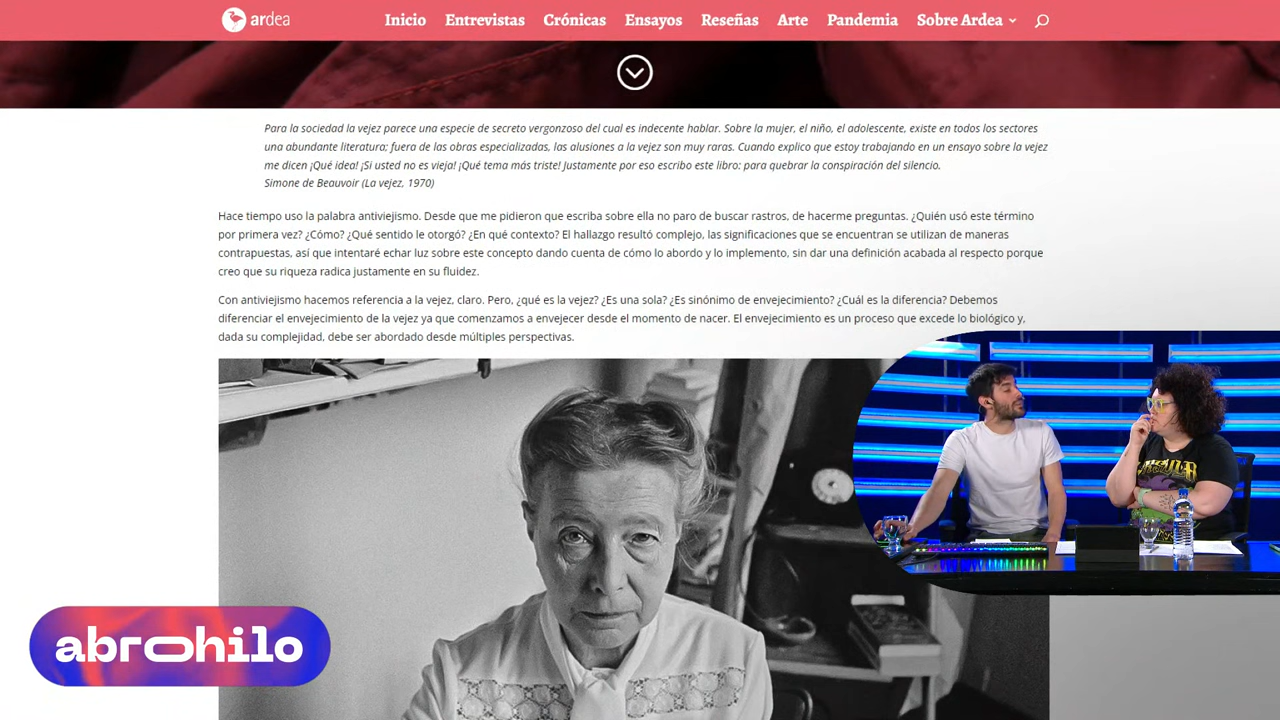 ardea
Inicio Entrevistas Crónicas Ensayos Reseñas Arte Pandemia Sobre Ardea
Para la sociedad la vejez parece una especie de secreto vergonzoso del cual es indecente hablar. Sobre la mujer, el niño, el adolescente, existe en todos los sectores
una abundante literatura; fuera de las obras especializadas, las alusiones a la vejez son muy raras. Cuando explico que estoy trabajando en un ensayo sobre la vejez
me dicen ¡Qué idea! ¡Si usted no es vieja! ¡Qué tema más triste! Justamente por eso escribo este libro: para quebrar la conspiración del silencio.
Simone de Beauvoir (La vejez, 1970)
Hace tiempo uso la palabra antiviejismo. Desde que me pidieron que escriba sobre ella no paro de buscar rastros, de hacerme preguntas. ¿Quién usó este término
por primera vez? ¿Cómo? ¿Qué sentido le otorgó? ¿En qué contexto? El hallazgo resultó complejo, las significaciones que se encuentran se utilizan de maneras
contrapuestas, así que intentaré echar luz sobre este concepto dando cuenta de cómo lo abordo y lo implemento, sin dar una definición acabada al respecto porque
creo que su riqueza radica justamente en su fluidez.
Con antiviejismo hacemos referencia a la vejez, claro. Pero, ¿qué es la vejez? ¿Es una sola? ¿Es sinónimo de envejecimiento? ¿Cuál es la diferencia? Debemos
diferenciar el envejecimiento de la vejez ya que comenzamos a envejecer desde el momento de nacer. El envejecimiento es un proceso que excede lo biológico y,
dada su complejidad, debe ser abordado desde múltiples perspectivas.
abrohilo